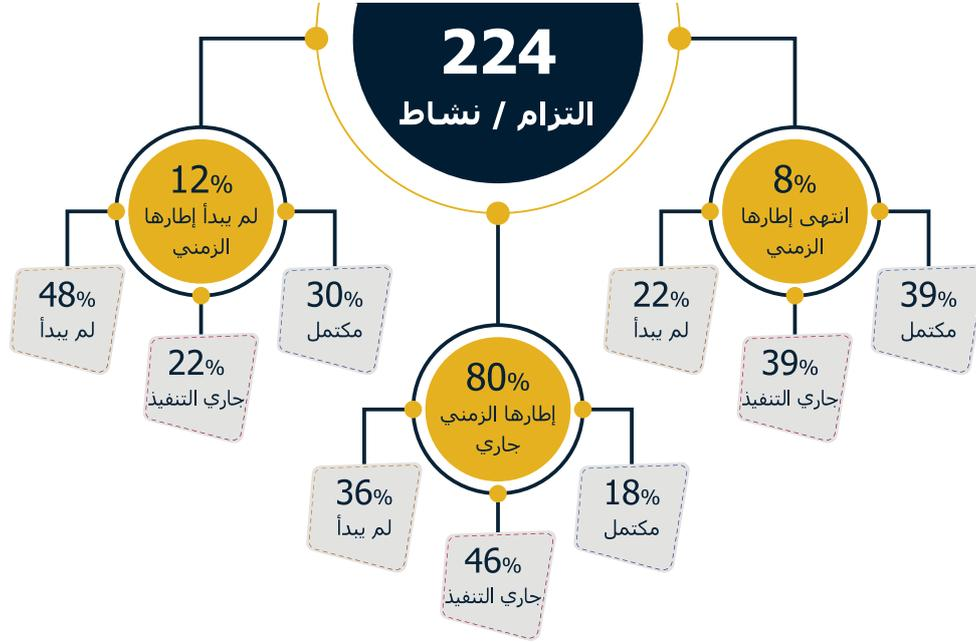 224
التزام / نشاط
8%
انتهى إطارها
الزمني
39%
مكتمل
39%
جاري التنفيذ
22%
لم يبدأ
80%
إطارها الزمني
جاري
18%
مكتمل
46%
جاري التنفيذ
36%
لم يبدأ
12%
لم يبدأ إطارها
الزمني
30%
مكتمل
22%
جاري التنفيذ
48%
لم يبدأ